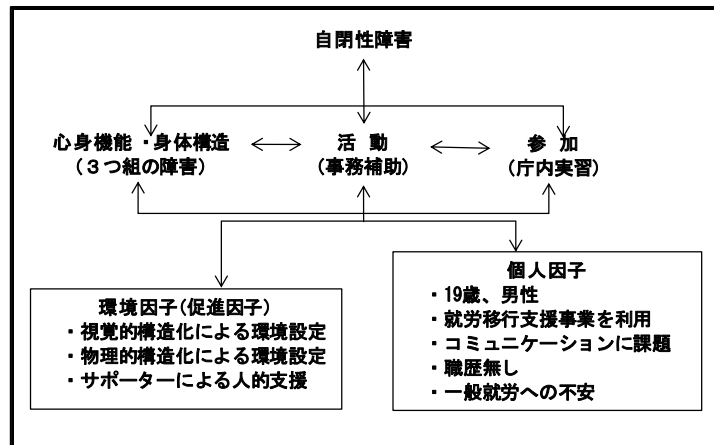 自閉性障害
心身機能・身体構造 活動 参加
(3つ組の障害) (事務補助) (庁内実習)
環境因子(促進因子)
・視覚的構造化による環境設定
・物理的構造化による環境設定
・サポーターによる人的支援
個人因子
・19歳、男性
・就労移行支援事業を利用
・コミュニケーションに課題
・職歴無し
・一般就労への不安